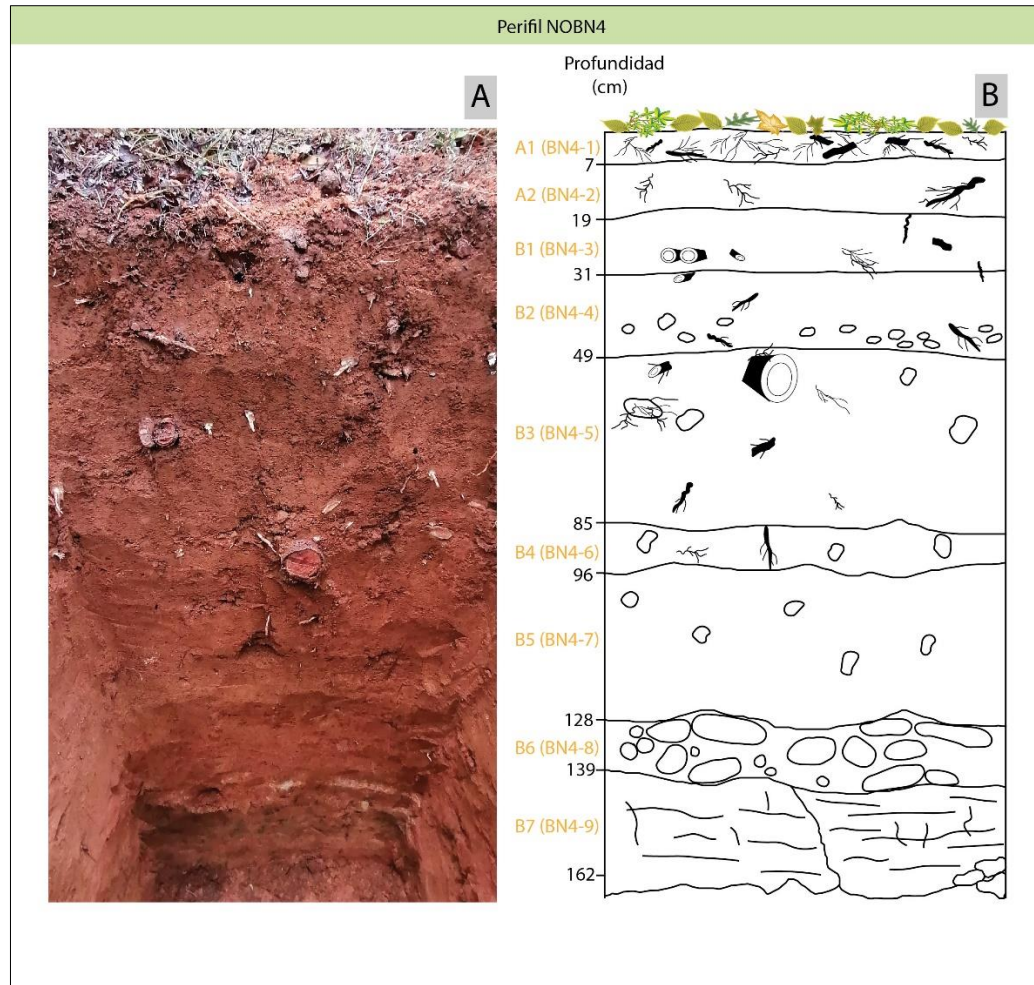 Perifil NOBN4
A
Profundidad
(cm)
B
A1 (BN4-1)
7
A2 (BN4-2)
19
B1 (BN4-3)
31
B2 (BN4-4)
49
B3 (BN4-5)
85
B4 (BN4-6)
96
B5 (BN4-7)
128
B6 (BN4-8)
139
B7 (BN4-9)
162